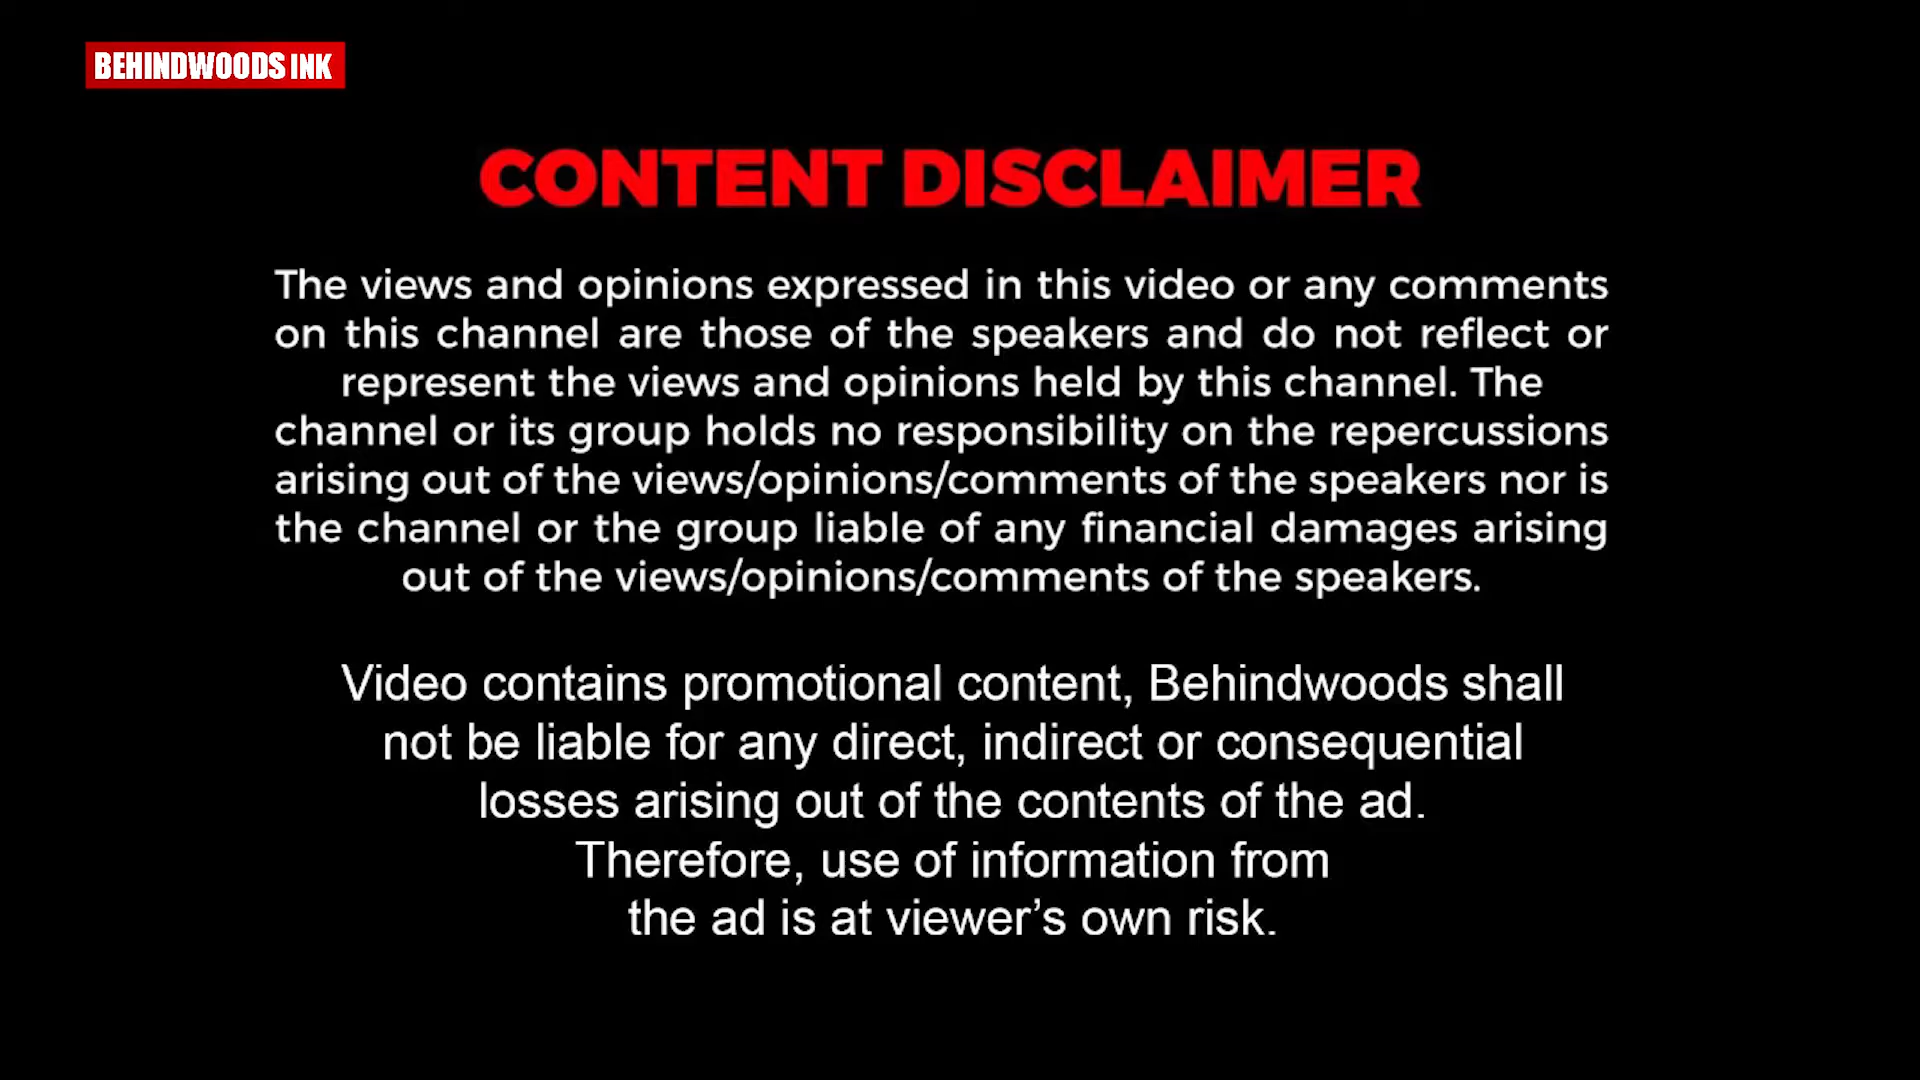 BEHINDWOODS INK
CONTENT DISCLAIMER
The views and opinions expressed in this video or any comments
on this channel are those of the speakers and do not reflect or
represent the views and opinions held by this channel. The
channel or its group holds no responsibility on the repercussions
arising out of the views/opinions/comments of the speakers nor is
the channel or the group liable of any financial damages arising
out of the views/opinions/comments of the speakers.
Video contains promotional content, Behindwoods shall
not be liable for any direct, indirect or consequential
losses arising out of the contents of the ad.
Therefore, use of information from
the ad is at viewer’s own risk.